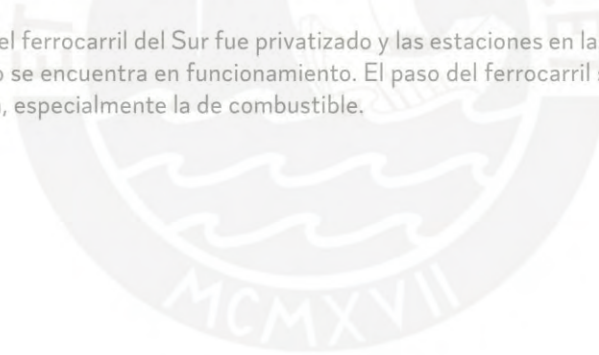 el ferrocarril del Sur fue privatizado y las estaciones en la
se encuentra en funcionamiento. El paso del ferrocarril
especialmente la de combustible.
MCMXVII